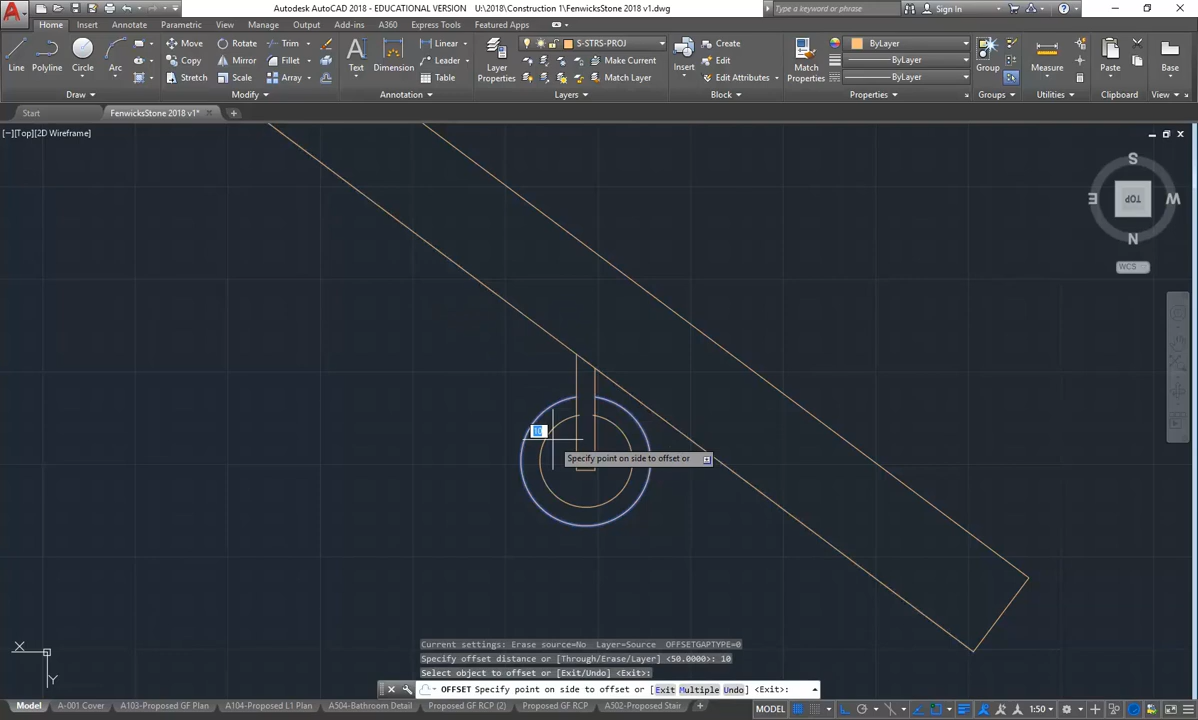 Autodesk AutoCAD 2018 - EDUCATIONAL VERSION U:\2018\Construction 1\FenwicksStone 2018 v1.dwg
Type a keyword or phrase
Sign In
Home Insert Annotate Parametric View Manage Output Add-ins A360 Express Tools Featured Apps
Line Polyline Circle Arc
Move Rotate Trim
Copy Mirror Fillet
Stretch Scale Array
Text Dimension
Linear
Leader
Table
Layer
Properties
S-STRS-PROJ
Make Current
Match Layer
Insert
Create
Edit
Edit Attributes
Match
Properties
ByLayer
ByLayer
ByLayer
Group
Measure
Paste
Base
Draw Modify Annotation Layers Block Properties Groups Utilities Clipboard View
Start FenwicksStone 2018 v1*
[−][Top][2D Wireframe]
S
E TOP W
N
WCS
10
Specify point on side to offset or
X
Y
Current settings: Erase source=No Layer=Source OFFSETGAPTYPE=0
Specify offset distance or [Through/Erase/Layer] <50.0000>: 10
Select object to offset or [Exit/Undo] <Exit>:
OFFSET Specify point on side to offset or [Exit Multiple Undo] <Exit>:
Model A-001 Cover A103-Proposed GF Plan A104-Proposed L1 Plan A504-Bathroom Detail Proposed GF RCP (2) Proposed GF RCP A502-Proposed Stair
MODEL 1:50